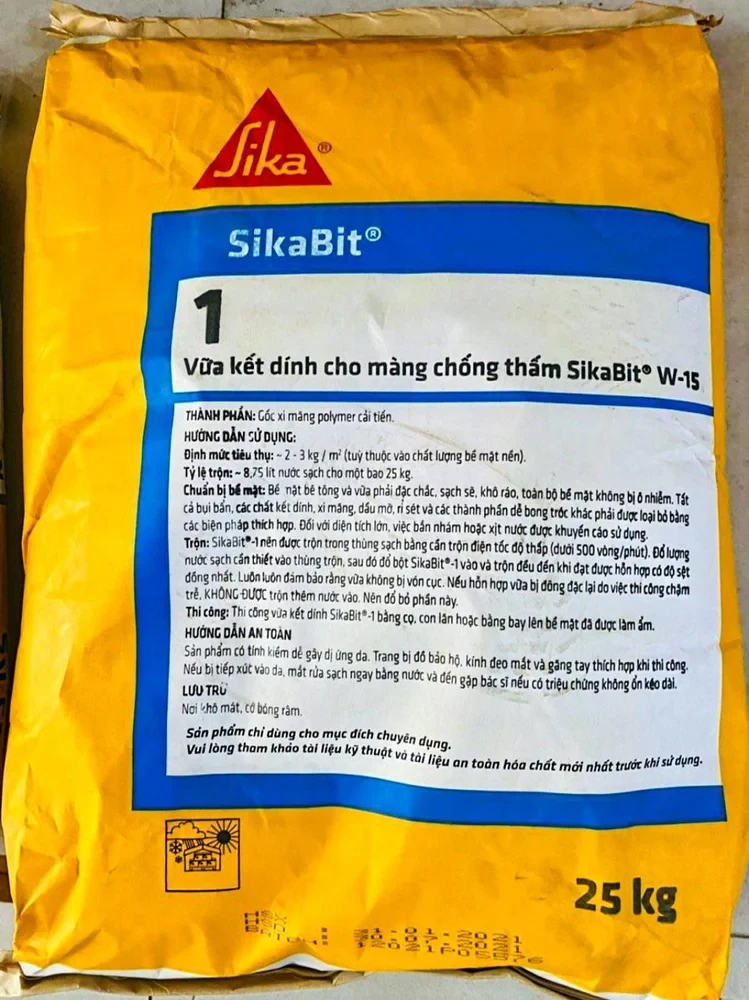 Sika®
SikaBit®
1
Vữa kết dính cho màng chống thấm SikaBit® W-15
THÀNH PHẦN: Gốc xi măng polymer cải tiến.
HƯỚNG DẪN SỬ DỤNG:
Định mức tiêu thụ: ~ 2 - 3 kg / m² (tuỳ thuộc vào chất lượng bề mặt nền).
Tỷ lệ trộn: ~ 8,75 lít nước sạch cho một bao 25 kg.
Chuẩn bị bề mặt: Bề mặt bê tông và vữa phải đặc chắc, sạch sẽ, khô ráo, toàn bộ bề mặt không bị ô nhiễm. Tất
cả bụi bẩn, các chất kết dính, xi măng, dầu mỡ, rỉ sét và các thành phần dễ bong tróc khác phải được loại bỏ bằng
các biện pháp thích hợp. Đối với diện tích lớn, việc bắn nhám hoặc xịt nước được khuyến cáo sử dụng.
Trộn: SikaBit®-1 nên được trộn trong thùng sạch bằng cần trộn điện tốc độ thấp (dưới 500 vòng/phút). Đổ lượng
nước sạch cần thiết vào thùng trộn, sau đó đổ bột SikaBit®-1 vào và trộn đều đến khi đạt được hỗn hợp có độ sệt
đồng nhất. Luôn luôn đảm bảo rằng vữa không bị vón cục. Nếu hỗn hợp vữa bị đông đặc lại do việc thi công chậm
trễ, KHÔNG ĐƯỢC trộn thêm nước vào. Nên đổ bỏ phần này.
Thi công: Thi công vữa kết dính SikaBit®-1 bằng cọ, con lăn hoặc bằng bay lên bề mặt đã được làm ẩm.
HƯỚNG DẪN AN TOÀN
Sản phẩm có tính kiềm dễ gây dị ứng da. Trang bị đồ bảo hộ, kính đeo mắt và găng tay thích hợp khi thi công.
Nếu bị tiếp xúc vào da, mắt rửa sạch ngay bằng nước và đến gặp bác sĩ nếu có triệu chứng không ổn kéo dài.
LƯU TRỮ
Nơi khô mát, có bóng râm.
Sản phẩm chỉ dùng cho mục đích chuyên dụng.
Vui lòng tham khảo tài liệu kỹ thuật và tài liệu an toàn hóa chất mới nhất trước khi sử dụng.
25 kg